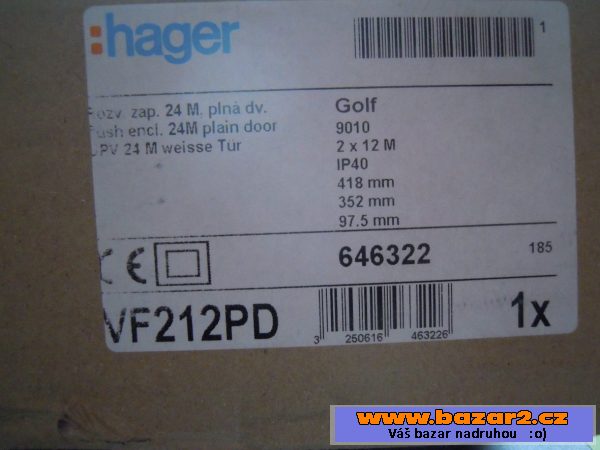 :hager
1
Rozv. zap. 24 M, plná dv.
flush encl. 24M plain door
UPV 24 M weisse Tür
Golf
9010
2 x 12 M
IP40
418 mm
352 mm
97.5 mm
CE
646322
185
VF212PD
3 250616 463226
1x
www.bazar2.cz
Váš bazar nadruhou :o)